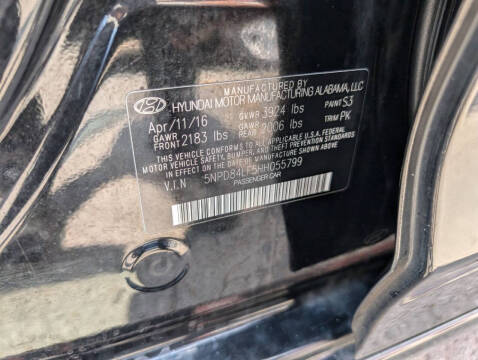 MANUFACTURED BY
HYUNDAI MOTOR MANUFACTURING ALABAMA, LLC
Apr/11/16 GVWR 3924 lbs PAINT S3
GAWR FRONT 2183 lbs GAWR REAR 2006 lbs TRIM PK
THIS VEHICLE CONFORMS TO ALL APPLICABLE U.S.A. FEDERAL
MOTOR VEHICLE SAFETY, BUMPER, AND THEFT PREVENTION STANDARDS
IN EFFECT ON THE DATE OF MANUFACTURE SHOWN ABOVE.
V.I.N 5NPD84LF5HH055799
PASSENGER CAR